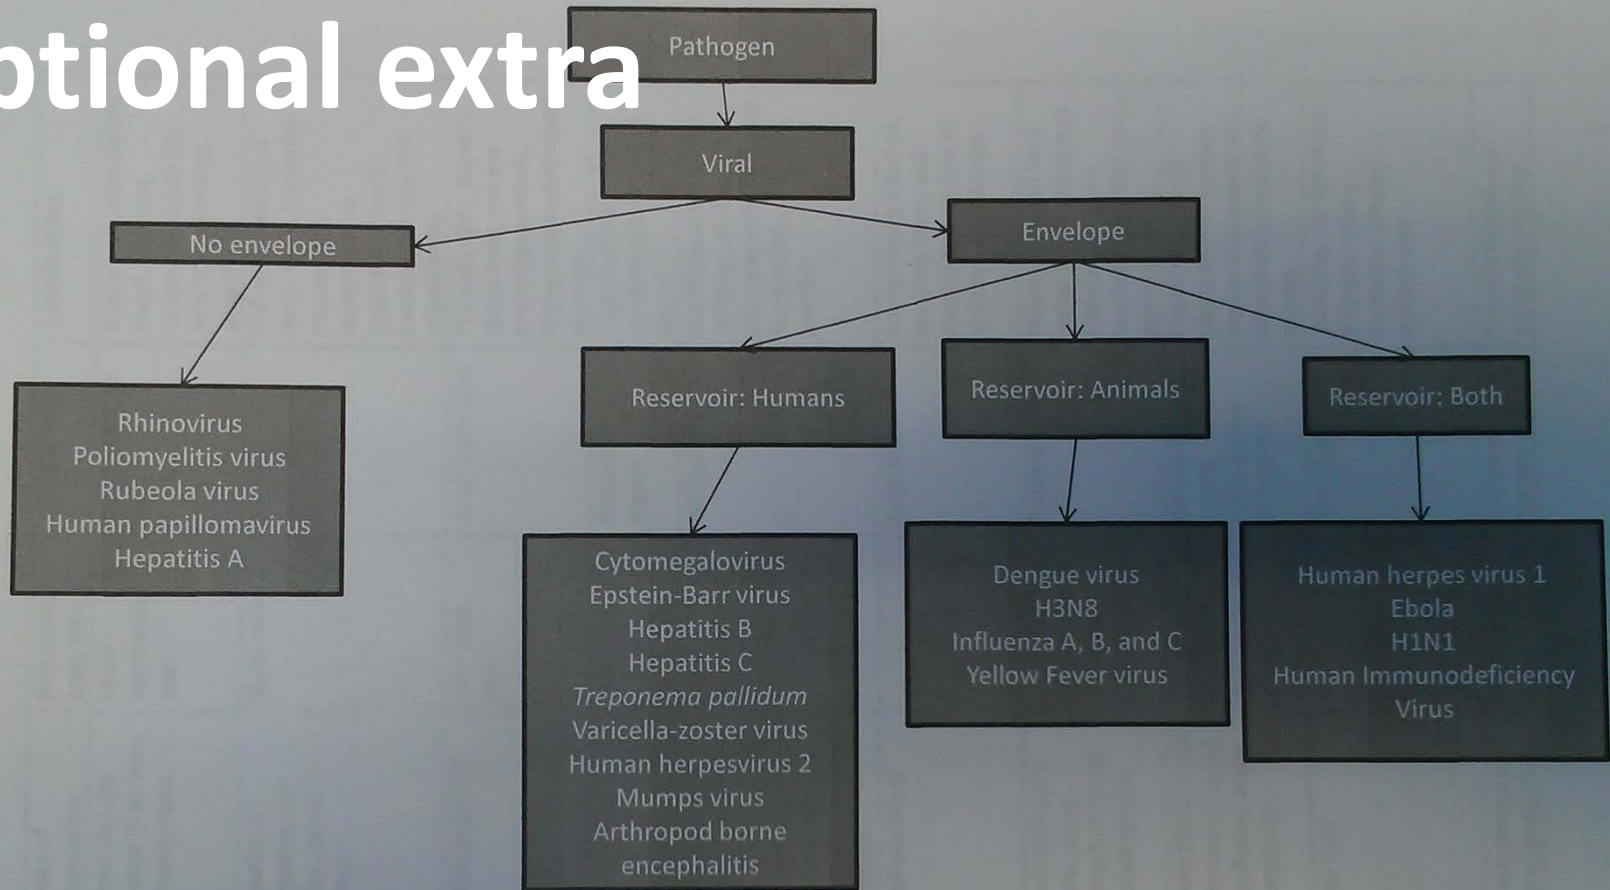 ptional extra
Pathogen
Viral
No envelope
Envelope
Reservoir: Humans
Reservoir: Animals
Reservoir: Both
Rhinovirus
Poliomyelitis virus
Rubeola virus
Human papillomavirus
Hepatitis A
Cytomegalovirus
Epstein-Barr virus
Hepatitis B
Hepatitis C
Treponema pallidum
Varicella-zoster virus
Human herpesvirus 2
Mumps virus
Arthropod borne
encephalitis
Dengue virus
H3N8
Influenza A, B, and C
Yellow Fever virus
Human herpes virus 1
Ebola
H1N1
Human Immunodeficiency
Virus